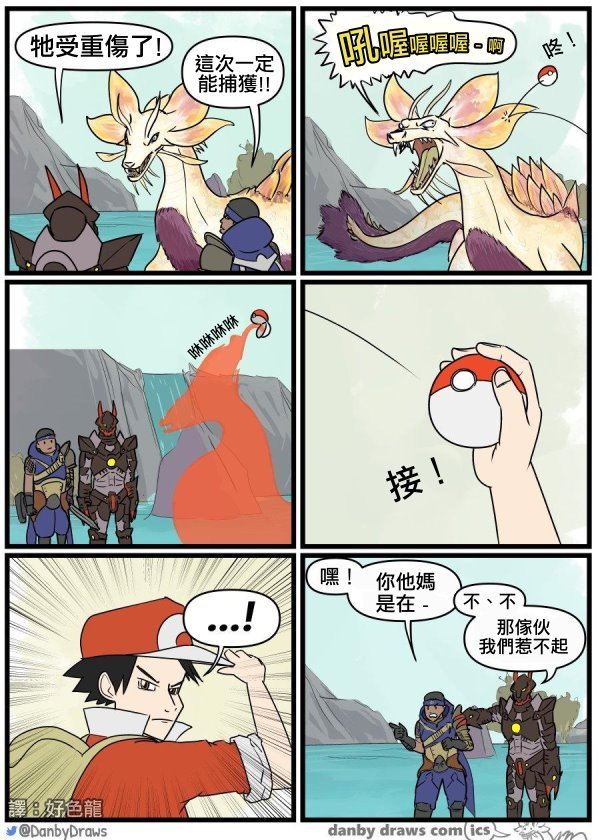 牠受重傷了!
這次一定
能捕獲!!
吼喔喔喔喔-啊
咚！
咻咻咻咻
接！
....!
嘿！
你他媽
是在 -
不、不
那傢伙
我們惹不起
譯：好色龍
@DanbyDraws
danby draws com(ics